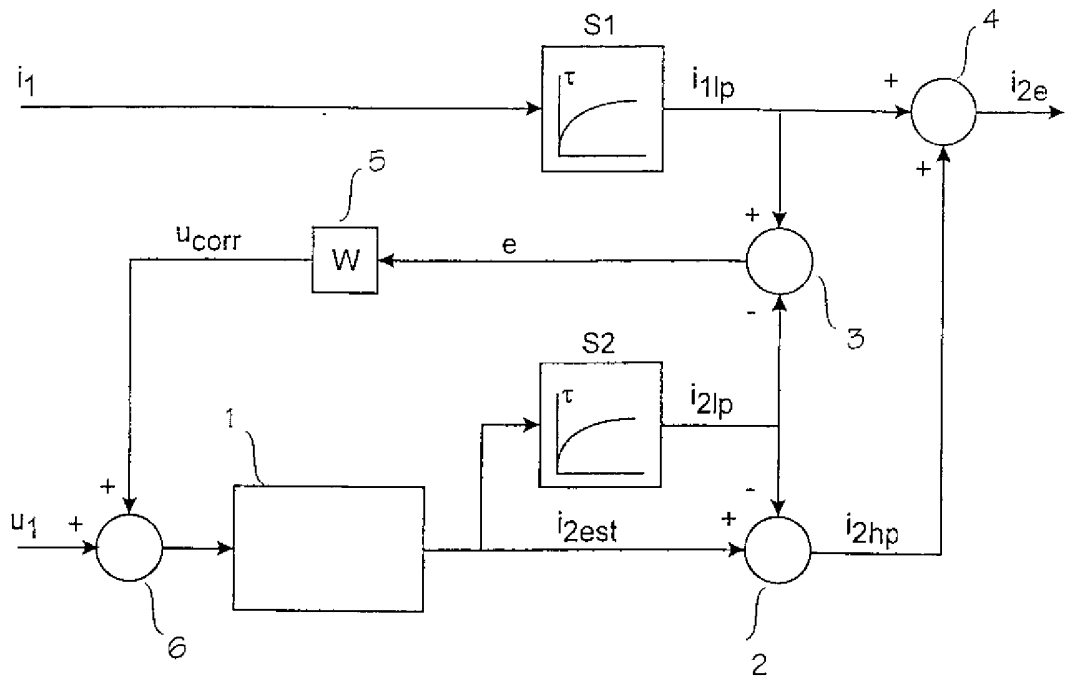 S1
4
i1
τ
i1lp
+
i2e
+
5
+
ucorr
W
e
3
-
S2
τ
i2lp
1
+
-
u1
+
i2est
+
i2hp
6
2